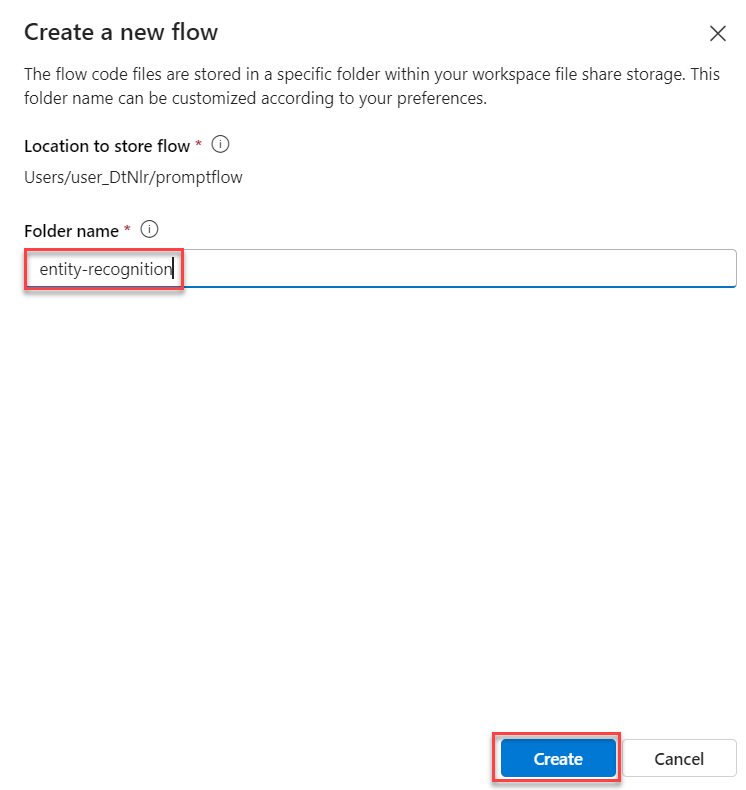 Create a new flow
The flow code files are stored in a specific folder within your workspace file share storage. This
folder name can be customized according to your preferences.
Location to store flow *
Users/user_DtNlr/promptflow
Folder name *
entity-recognition
Create Cancel